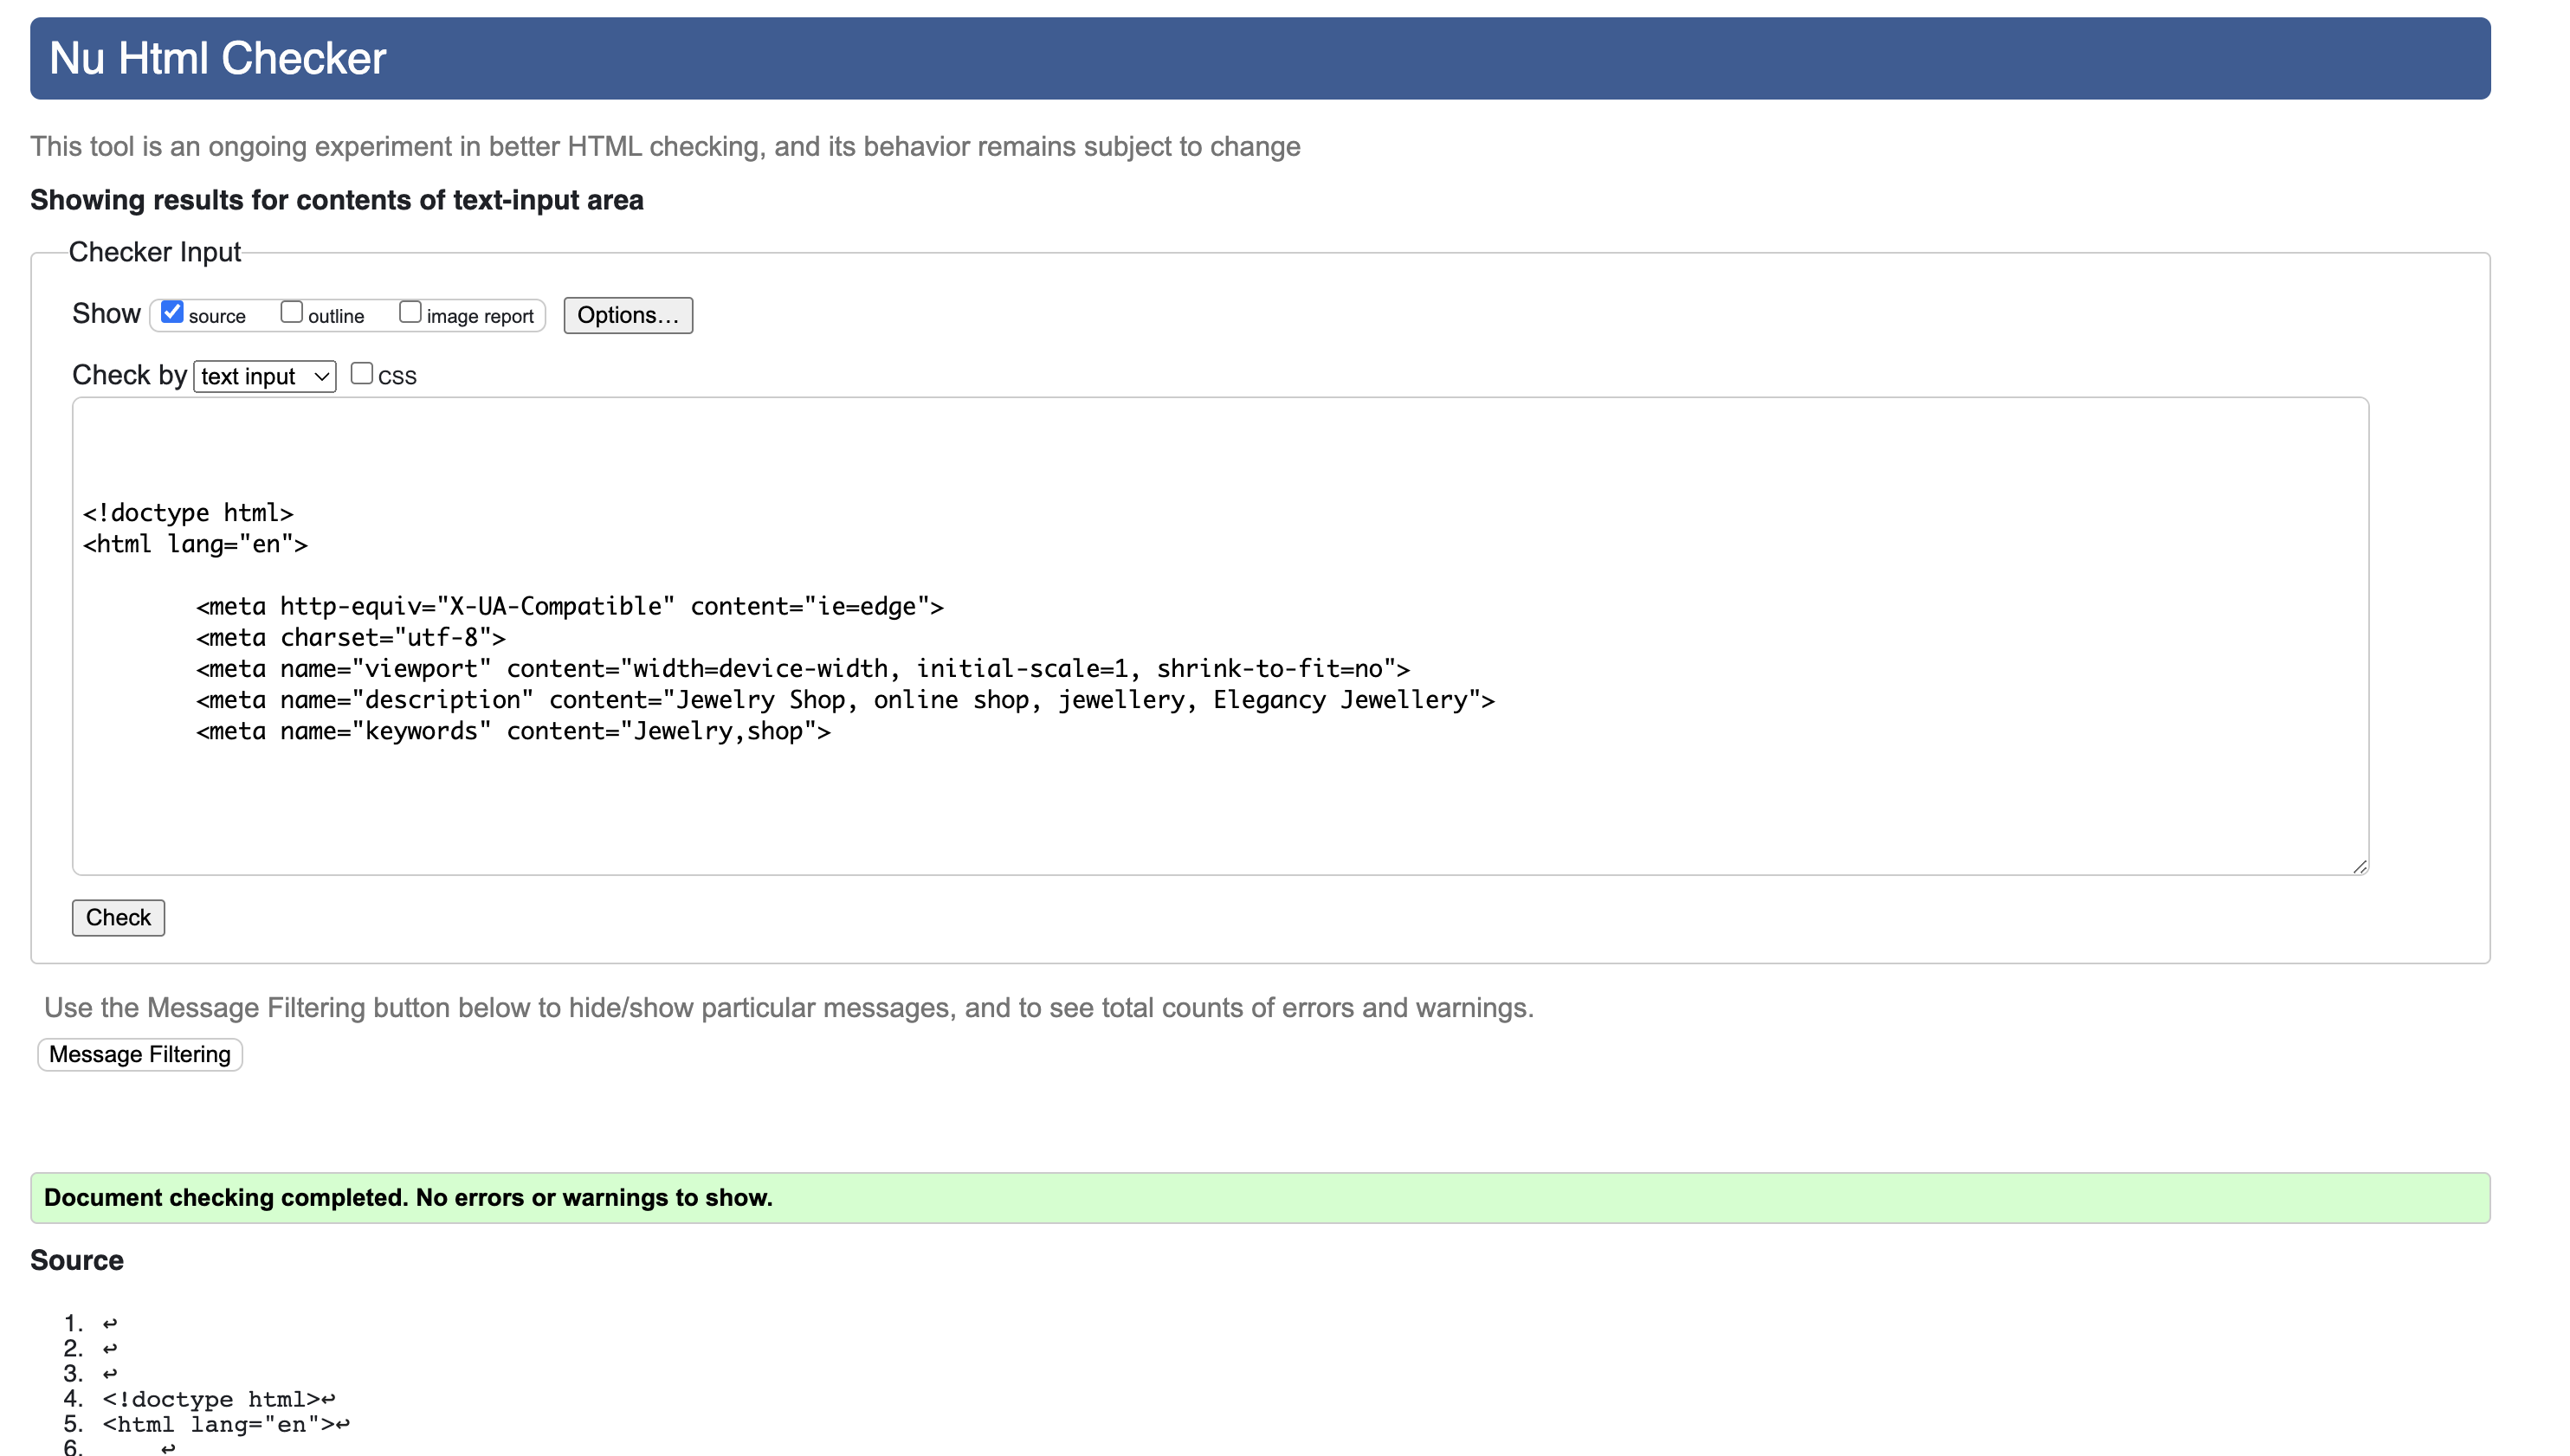 Nu Html Checker
This tool is an ongoing experiment in better HTML checking, and its behavior remains subject to change
Showing results for contents of text-input area
Checker Input
Show source outline image report Options...
Check by text input CSS
<!doctype html>
<html lang="en">
<meta http-equiv="X-UA-Compatible" content="ie=edge">
<meta charset="utf-8">
<meta name="viewport" content="width=device-width, initial-scale=1, shrink-to-fit=no">
<meta name="description" content="Jewelry Shop, online shop, jewellery, Elegancy Jewellery">
<meta name="keywords" content="Jewelry,shop">
Check
Use the Message Filtering button below to hide/show particular messages, and to see total counts of errors and warnings.
Message Filtering
Document checking completed. No errors or warnings to show.
Source
1. ↩
2. ↩
3. ↩
4. <!doctype html>↩
5. <html lang="en">↩
6. ↩